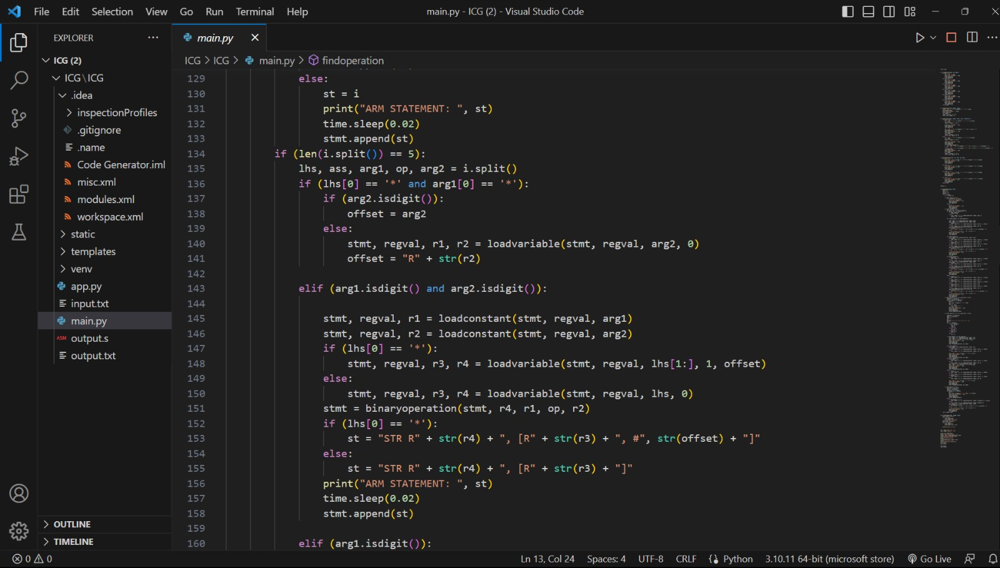 File Edit Selection View Go Run Terminal Help
main.py - ICG (2) - Visual Studio Code
EXPLORER
ICG (2)
ICG\ICG
.idea
inspectionProfiles
.gitignore
.name
Code Generator.iml
misc.xml
modules.xml
workspace.xml
static
templates
venv
app.py
input.txt
main.py
ASM output.s
output.txt
OUTLINE
TIMELINE
main.py
ICG > ICG > main.py > findoperation
129 else:
130 st = i
131 print("ARM STATEMENT: ", st)
132 time.sleep(0.02)
133 stmt.append(st)
134 if (len(i.split()) == 5):
135 lhs, ass, arg1, op, arg2 = i.split()
136 if (lhs[0] == '*' and arg1[0] == '*'):
137 if (arg2.isdigit()):
138 offset = arg2
139 else:
140 stmt, regval, r1, r2 = loadvariable(stmt, regval, arg2, 0)
141 offset = "R" + str(r2)
142
143 elif (arg1.isdigit() and arg2.isdigit()):
144
145 stmt, regval, r1 = loadconstant(stmt, regval, arg1)
146 stmt, regval, r2 = loadconstant(stmt, regval, arg2)
147 if (lhs[0] == '*'):
148 stmt, regval, r3, r4 = loadvariable(stmt, regval, lhs[1:], 1, offset)
149 else:
150 stmt, regval, r3, r4 = loadvariable(stmt, regval, lhs, 0)
151 stmt = binaryoperation(stmt, r4, r1, op, r2)
152 if (lhs[0] == '*'):
153 st = "STR R" + str(r4) + ", [R" + str(r3) + ", #", str(offset) + "]"
154 else:
155 st = "STR R" + str(r4) + ", [R" + str(r3) + "]"
156 print("ARM STATEMENT: ", st)
157 time.sleep(0.02)
158 stmt.append(st)
159
160 elif (arg1.isdigit()):
0 0 Ln 13, Col 24 Spaces: 4 UTF-8 CRLF Python 3.10.11 64-bit (microsoft store) Go Live